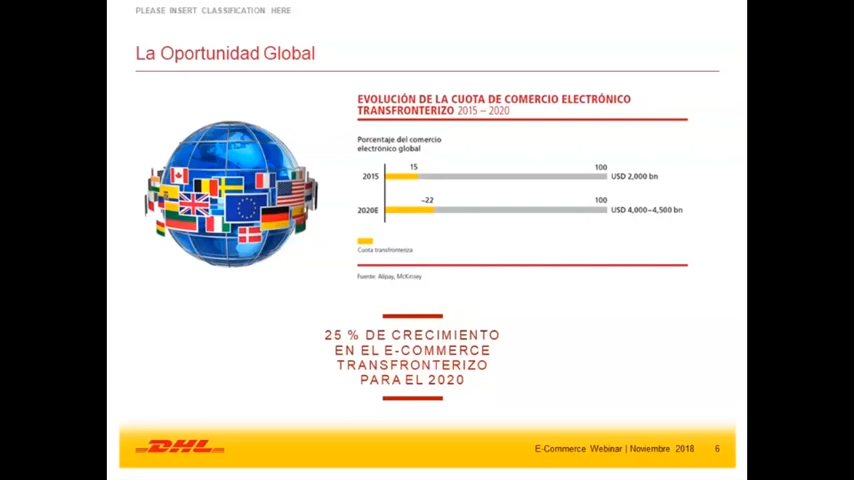 PLEASE INSERT CLASSIFICATION HERE
La Oportunidad Global
EVOLUCIÓN DE LA CUOTA DE COMERCIO ELECTRÓNICO
TRANSFRONTERIZO 2015 – 2020
Porcentaje del comercio
electrónico global
15 100
2015 USD 2,000 bn
~22 100
2020E USD 4,000–4,500 bn
Cuota transfronteriza
Fuente: Alipay, McKinsey
25 % DE CRECIMIENTO
EN EL E-COMMERCE
TRANSFRONTERIZO
PARA EL 2020
DHL E-Commerce Webinar | Noviembre 2018 6